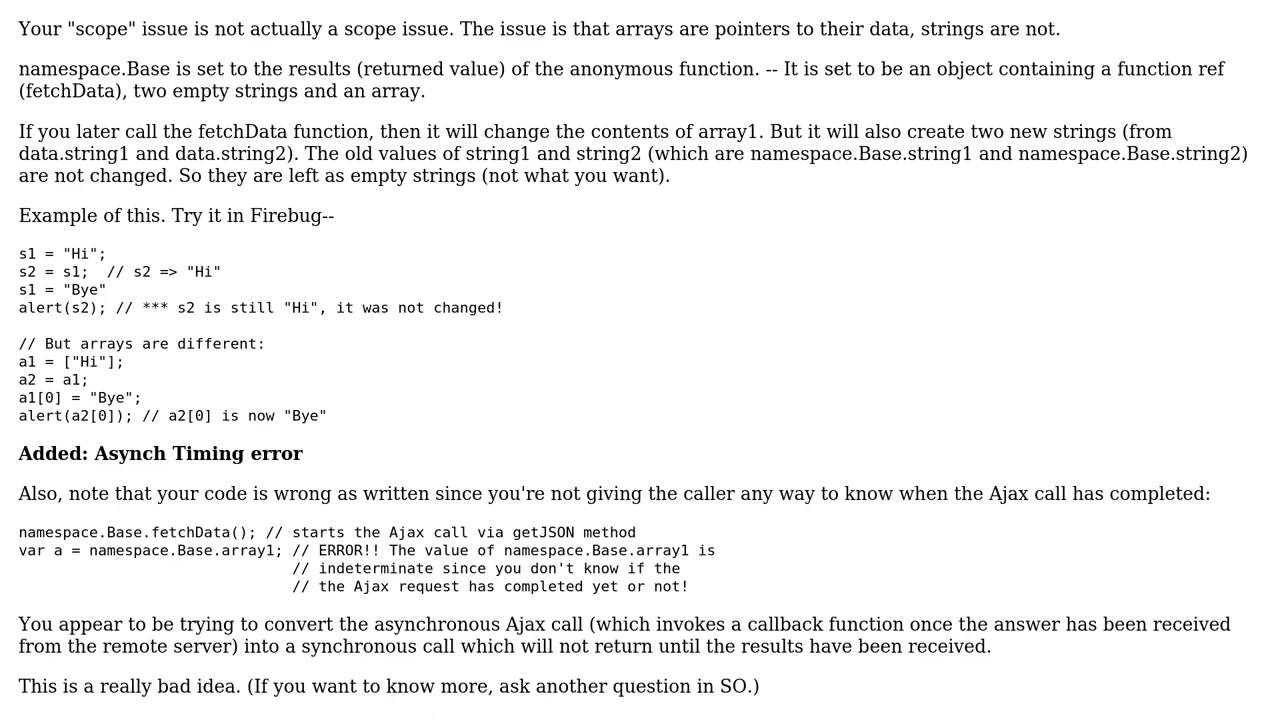 Your "scope" issue is not actually a scope issue. The issue is that arrays are pointers to their data, strings are not.
namespace.Base is set to the results (returned value) of the anonymous function. -- It is set to be an object containing a function ref
(fetchData), two empty strings and an array.
If you later call the fetchData function, then it will change the contents of array1. But it will also create two new strings (from
data.string1 and data.string2). The old values of string1 and string2 (which are namespace.Base.string1 and namespace.Base.string2)
are not changed. So they are left as empty strings (not what you want).
Example of this. Try it in Firebug--
s1 = "Hi";
s2 = s1;  // s2 => "Hi"
s1 = "Bye"
alert(s2); // *** s2 is still "Hi", it was not changed!
// But arrays are different:
a1 = ["Hi"];
a2 = a1;
a1[0] = "Bye";
alert(a2[0]); // a2[0] is now "Bye"
Added: Asynch Timing error
Also, note that your code is wrong as written since you're not giving the caller any way to know when the Ajax call has completed:
namespace.Base.fetchData(); // starts the Ajax call via getJSON method
var a = namespace.Base.array1; // ERROR!! The value of namespace.Base.array1 is
// indeterminate since you don't know if the
// the Ajax request has completed yet or not!
You appear to be trying to convert the asynchronous Ajax call (which invokes a callback function once the answer has been received
from the remote server) into a synchronous call which will not return until the results have been received.
This is a really bad idea. (If you want to know more, ask another question in SO.)